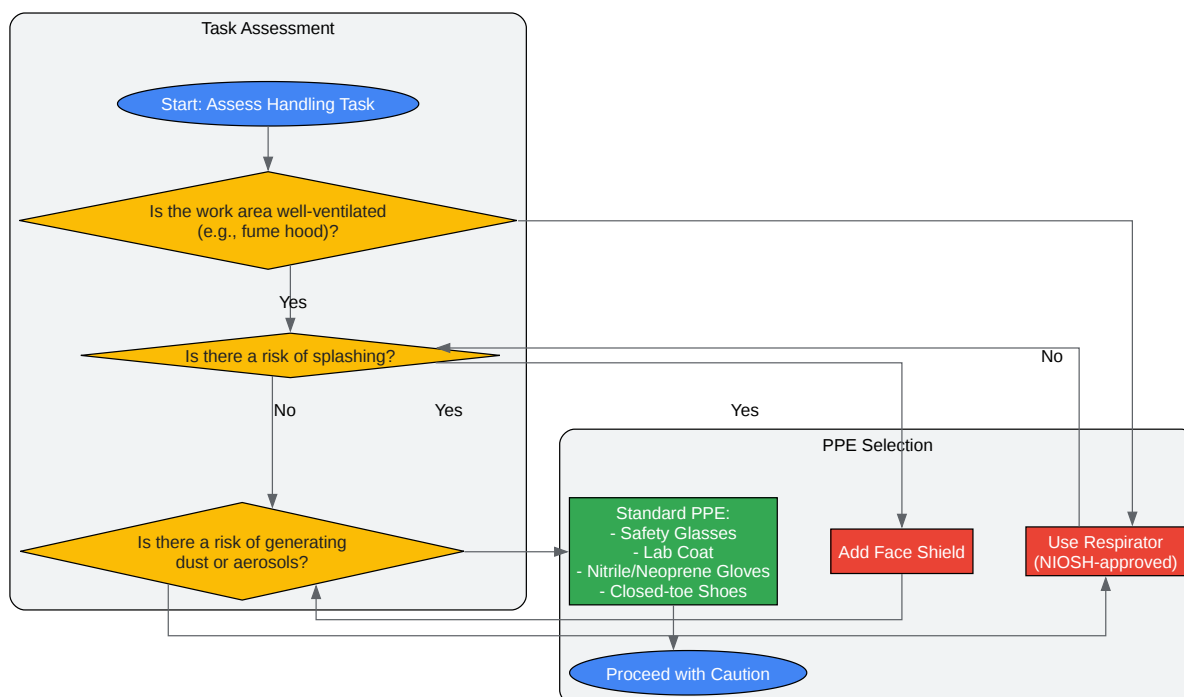 Task Assessment
Start: Assess Handling Task
Is the work area well-ventilated
(e.g., fume hood)?
Yes
Is there a risk of splashing?
No
No
Yes
Yes
PPE Selection
Standard PPE:
- Safety Glasses
- Lab Coat
- Nitrile/Neoprene Gloves
- Closed-toe Shoes
Add Face Shield
Use Respirator
(NIOSH-approved)
Is there a risk of generating
dust or aerosols?
Proceed with Caution